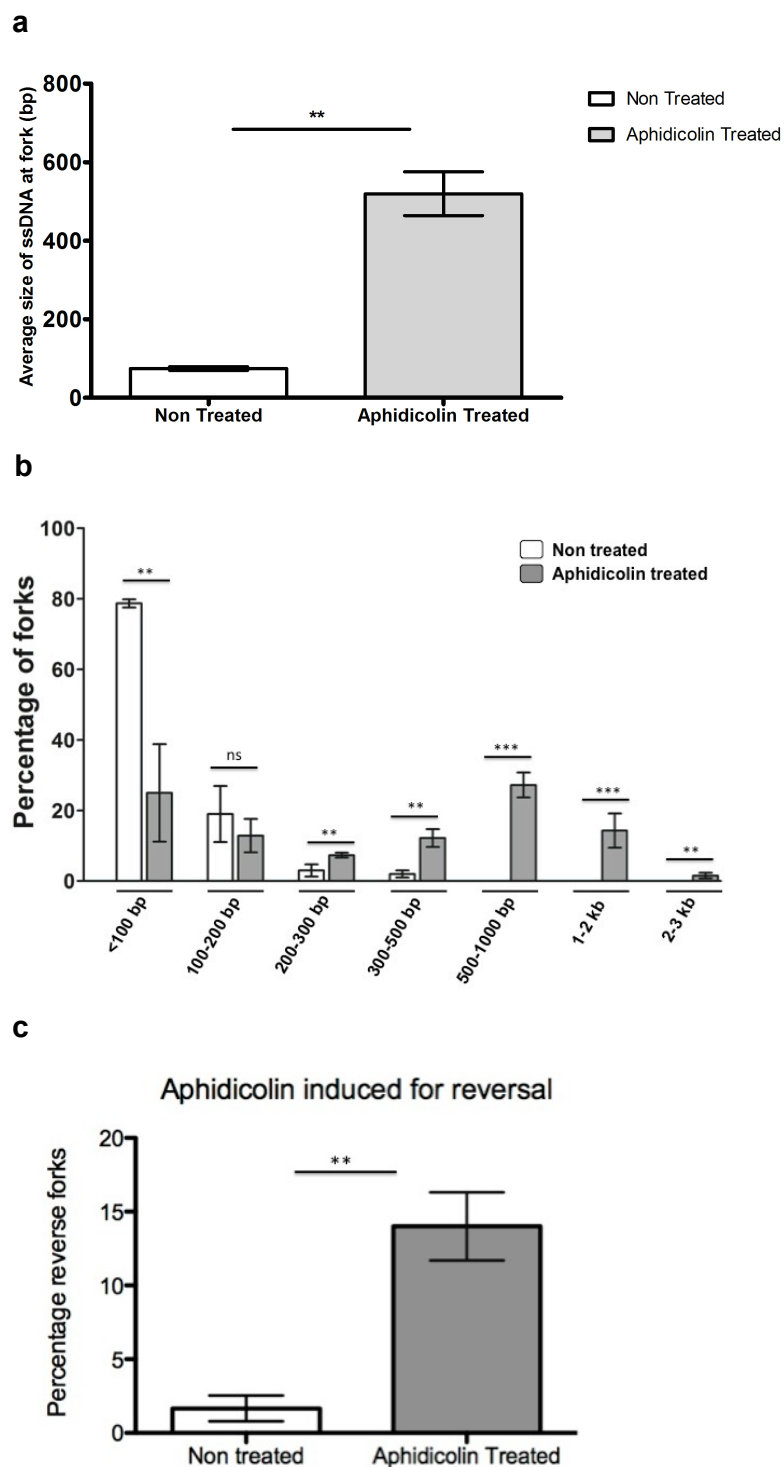 a
Average size of ssDNA at fork (bp)
800
600
400
200
0
**
Non Treated
Aphidicolin Treated
Non Treated
Aphidicolin Treated
b
Percentage of forks
100
80
60
40
20
0
Non treated
Aphidicolin treated
**
ns
**
**
***
***
**
<100 bp
100-200 bp
200-300 bp
300-500 bp
500-1000 bp
1-2 kb
2-3 kb
c
Aphidicolin induced for reversal
Percentage reverse forks
20
15
10
5
0
**
Non treated
Aphidicolin Treated